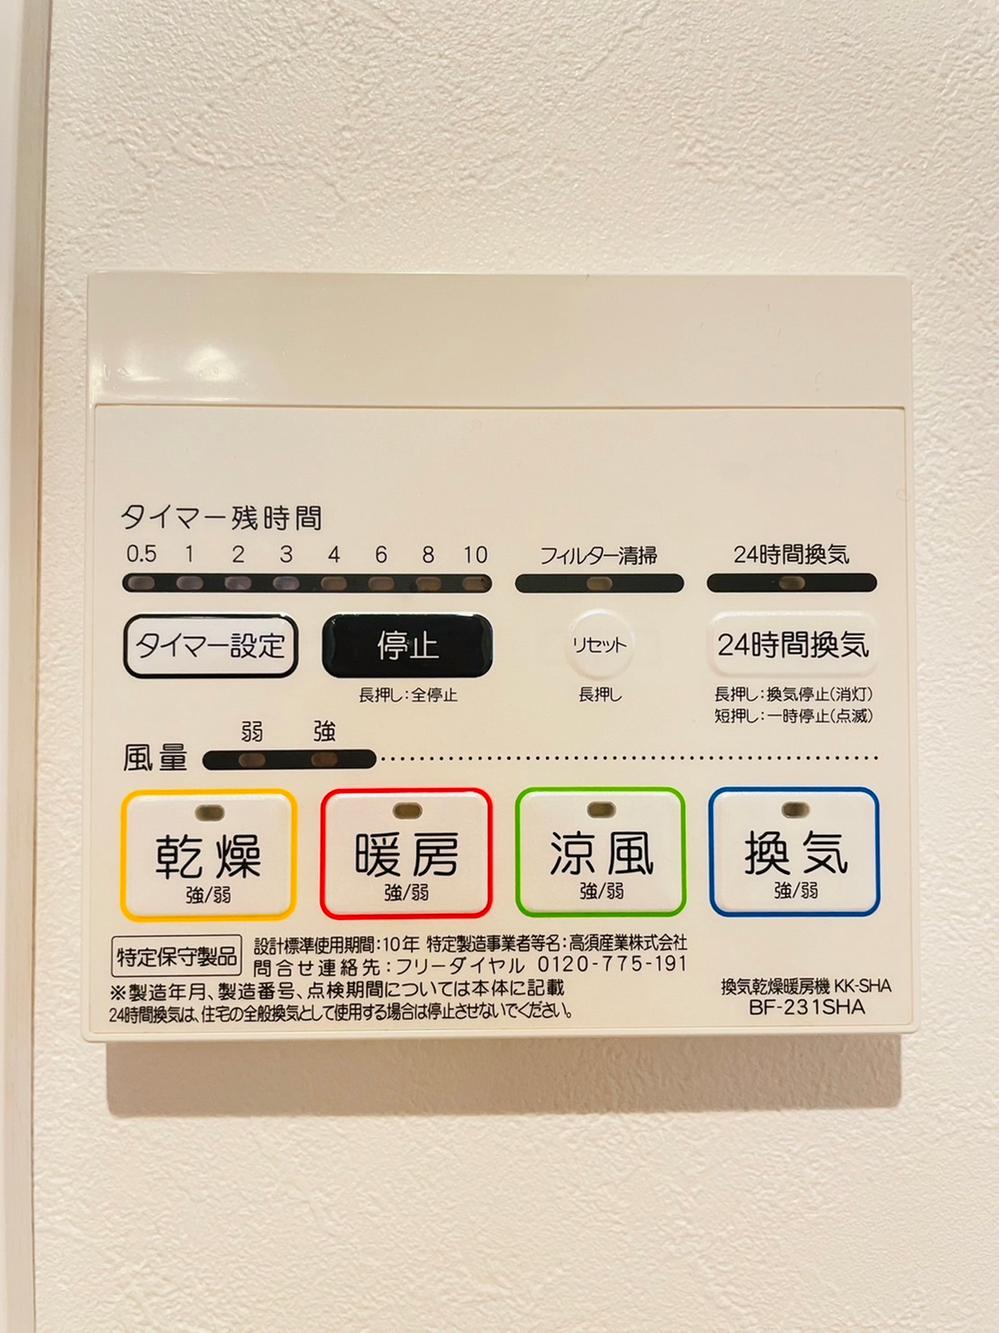 タイマー残時間
0.5 1 2 3 4 6 8 10 フィルター清掃 24時間換気
タイマー設定 停止 リセット 24時間換気
長押し:全停止 長押し 長押し:換気停止(消灯)
短押し:一時停止(点滅)
弱 強
風量
乾燥 暖房 涼風 換気
強/弱 強/弱 強/弱 強/弱
特定保守製品 設計標準使用期間:10年 特定製造事業者等名:高須産業株式会社
問合せ連絡先:フリーダイヤル 0120-775-191
※製造年月、製造番号、点検期間については本体に記載 換気乾燥暖房機 KK-SHA
24時間換気は、住宅の全般換気として使用する場合は停止させないでください。 BF-231SHA